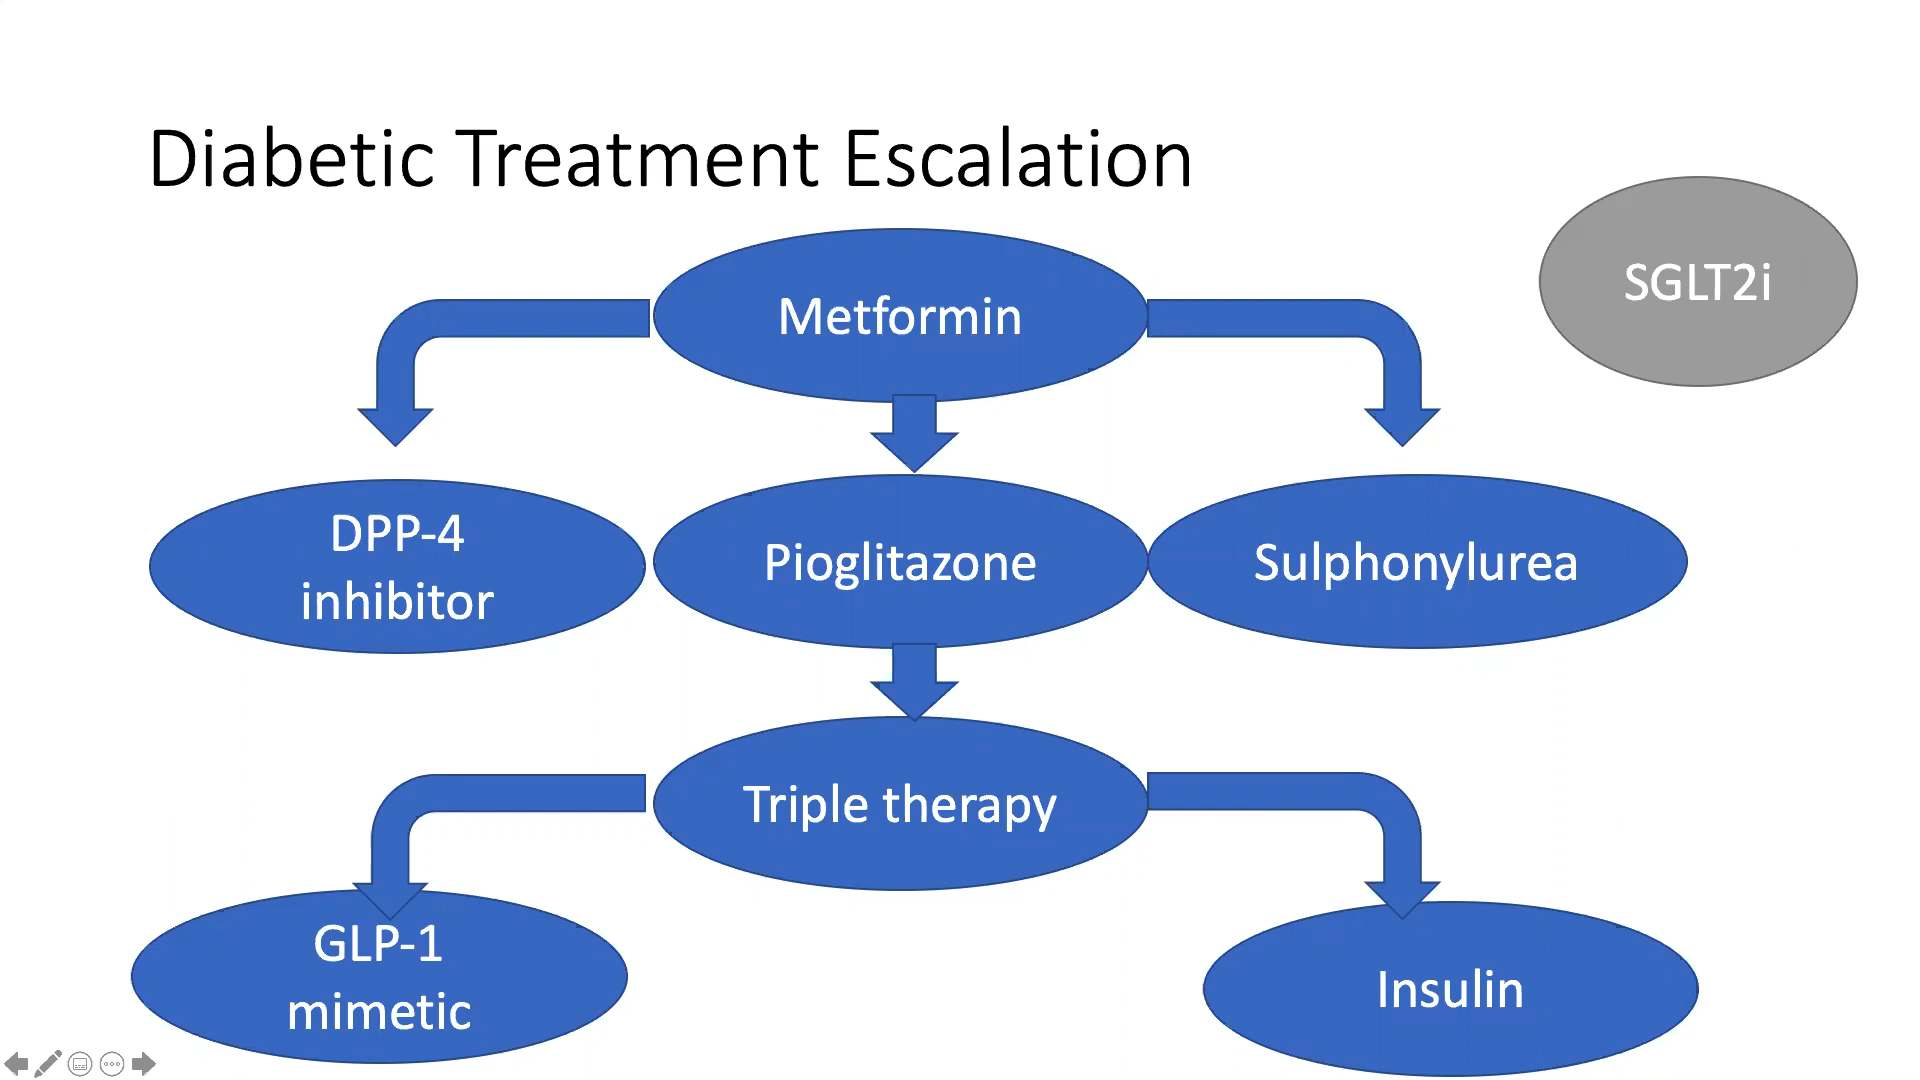 Diabetic Treatment Escalation
SGLT2i
Metformin
DPP-4
inhibitor
Pioglitazone
Sulphonylurea
Triple therapy
GLP-1
mimetic
Insulin